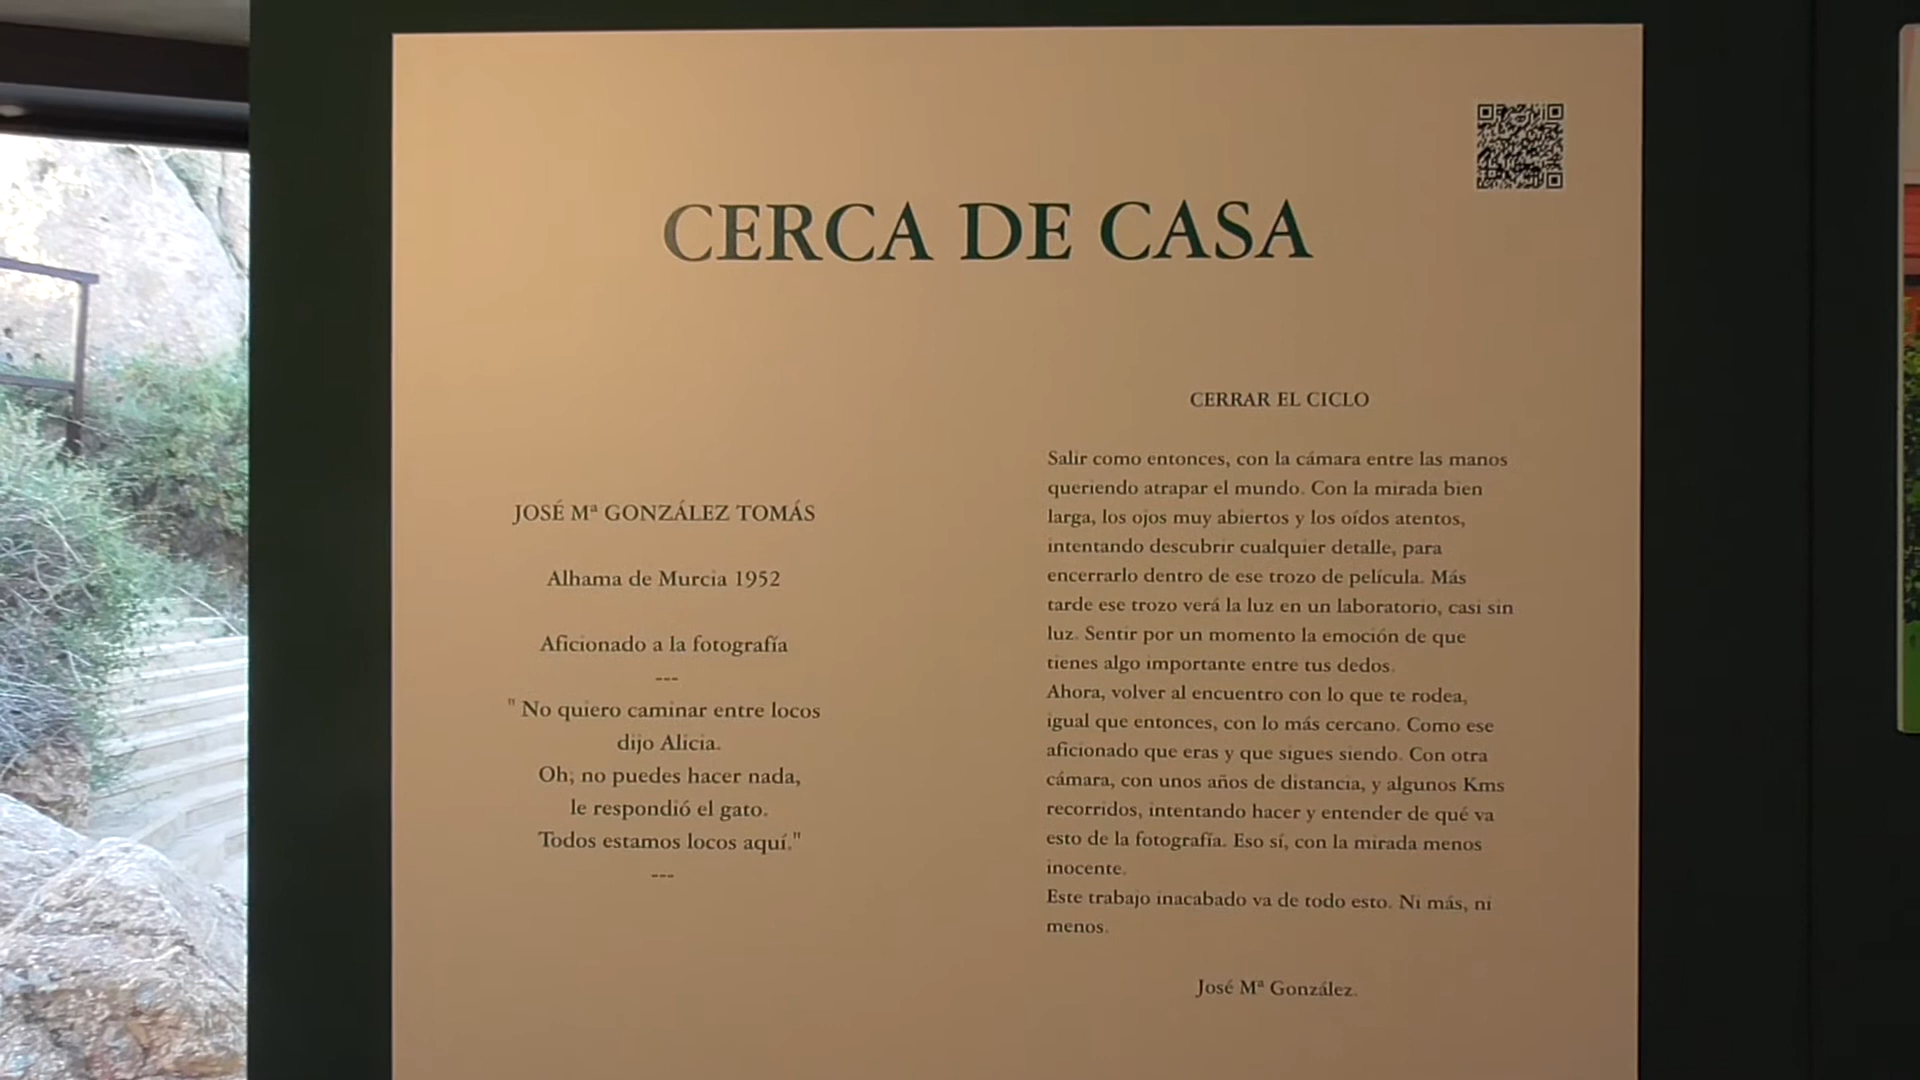 CERCA DE CASA
JOSÉ Mª GONZÁLEZ TOMÁS
Alhama de Murcia 1952
Aficionado a la fotografía
---
" No quiero caminar entre locos
dijo Alicia.
Oh, no puedes hacer nada,
le respondió el gato.
Todos estamos locos aquí."
---
CERRAR EL CICLO
Salir como entonces, con la cámara entre las manos
queriendo atrapar el mundo. Con la mirada bien
larga, los ojos muy abiertos y los oídos atentos,
intentando descubrir cualquier detalle, para
encerrarlo dentro de ese trozo de película. Más
tarde ese trozo verá la luz en un laboratorio, casi sin
luz. Sentir por un momento la emoción de que
tienes algo importante entre tus dedos.
Ahora, volver al encuentro con lo que te rodea,
igual que entonces, con lo más cercano. Como ese
aficionado que eras y que sigues siendo. Con otra
cámara, con unos años de distancia, y algunos Kms
recorridos, intentando hacer y entender de qué va
esto de la fotografía. Eso sí, con la mirada menos
inocente.
Este trabajo inacabado va de todo esto. Ni más, ni
menos.
José Mª González.